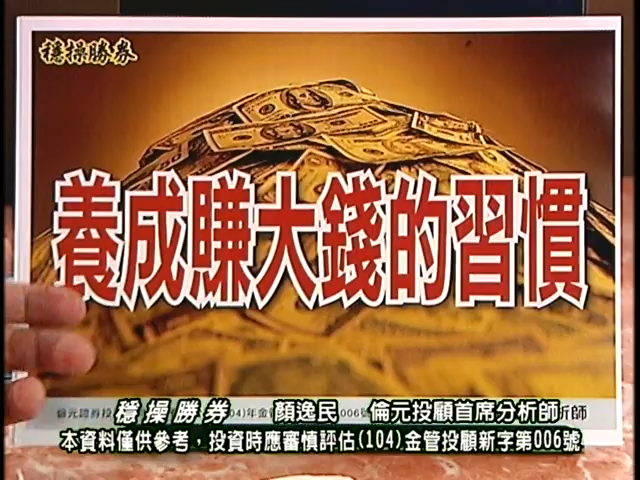 穩操勝券
養成賺大錢的習慣
穩操勝券 顏逸民 倫元投顧首席分析師
本資料僅供參考，投資時應審慎評估(104)金管投顧新字第006號